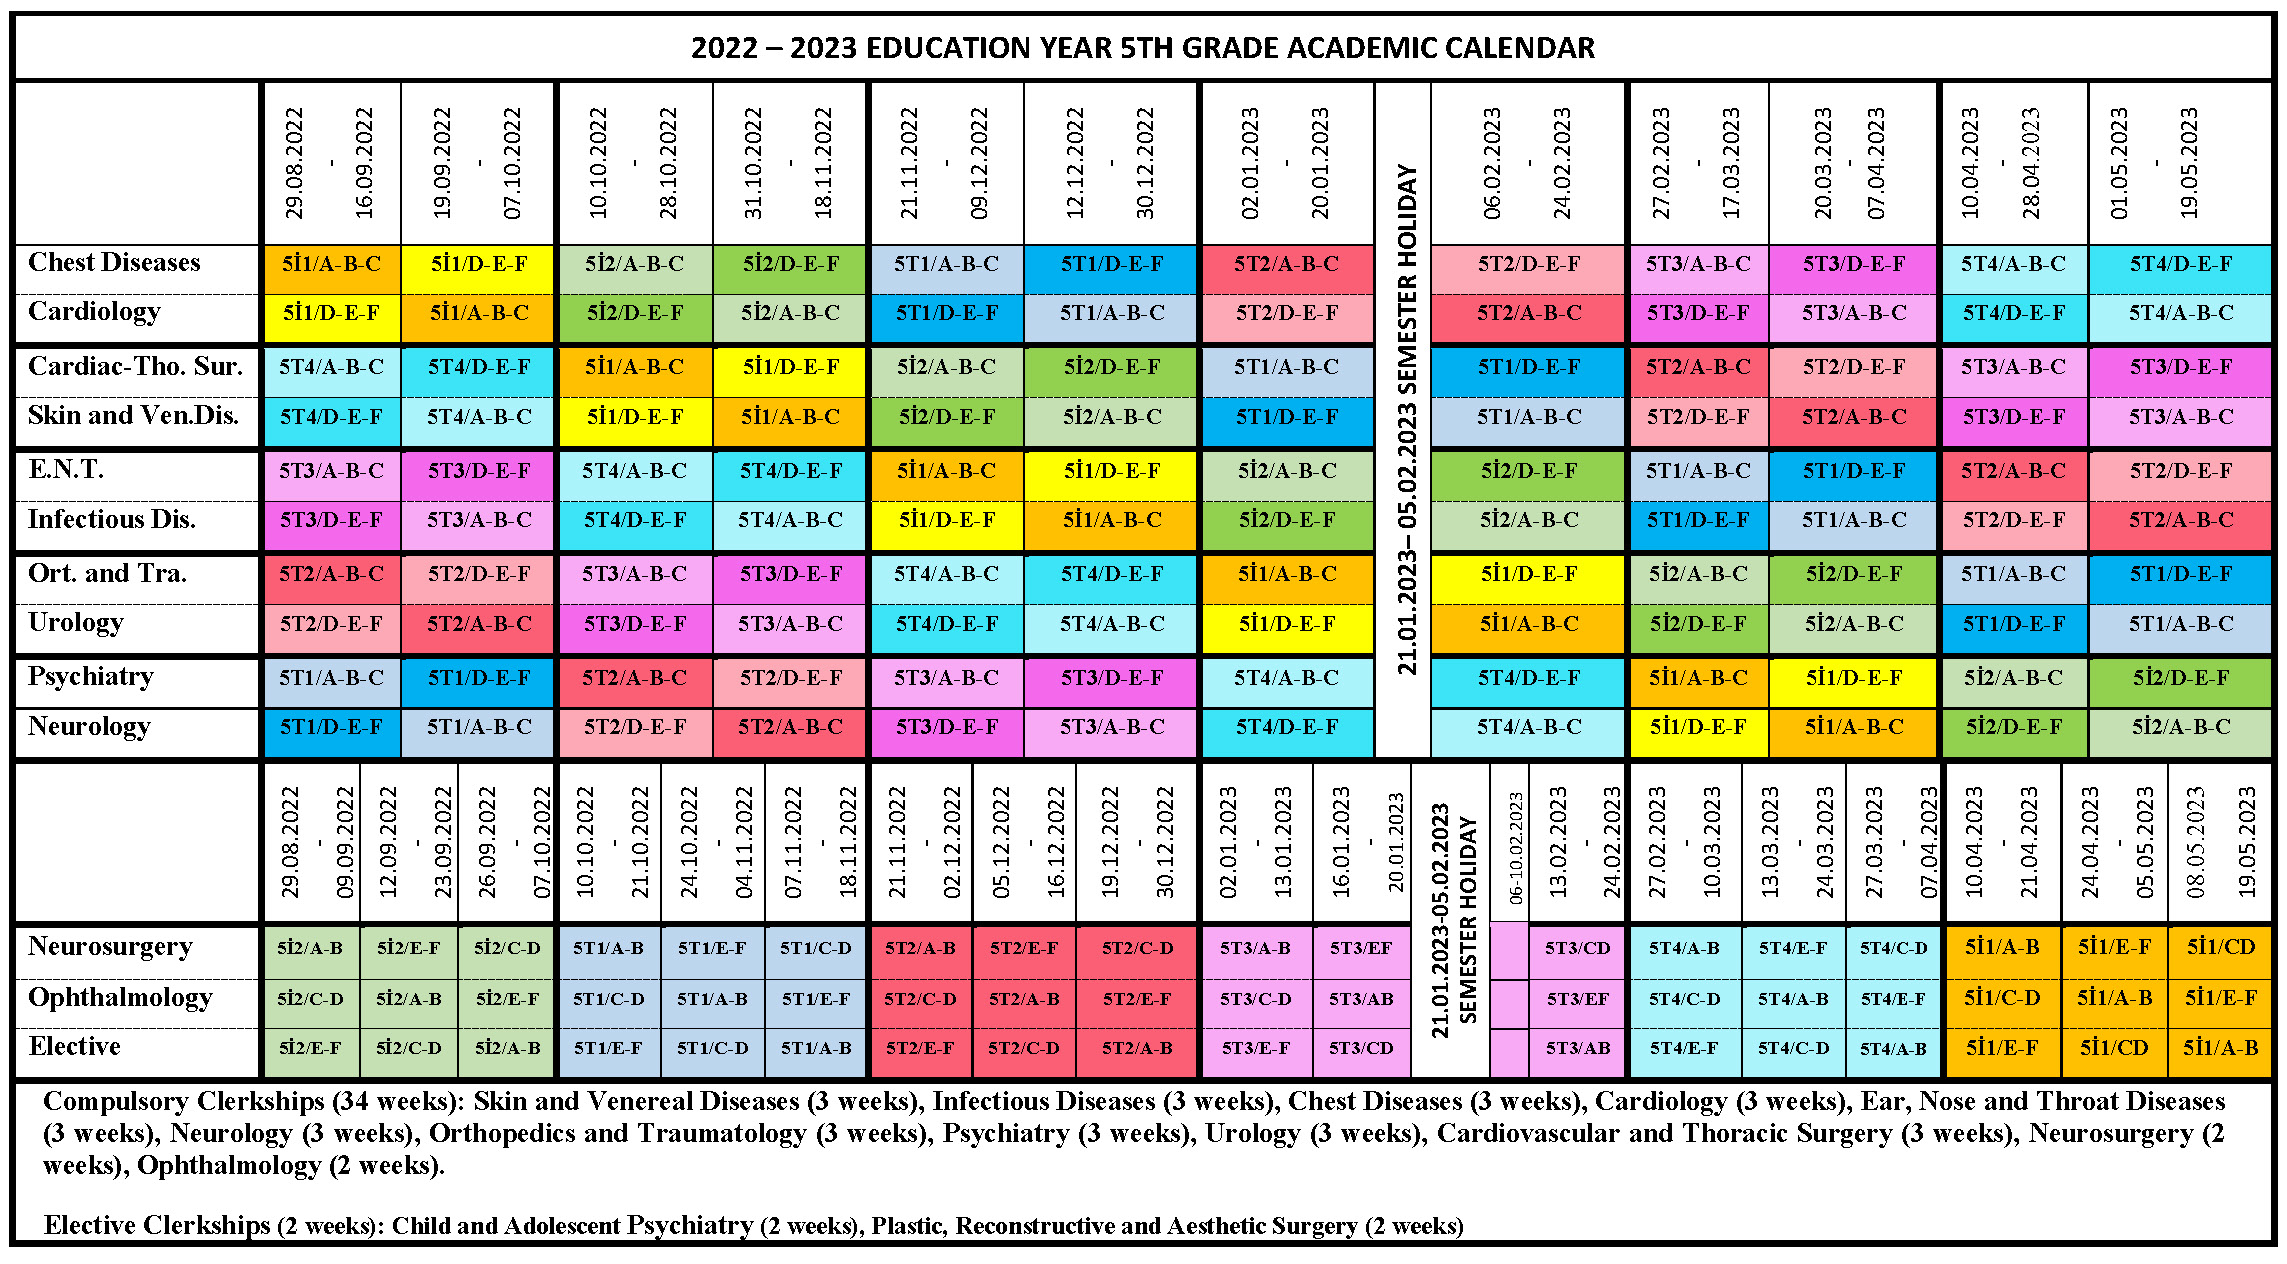 2022 – 2023 EDUCATION YEAR 5TH GRADE ACADEMIC CALENDAR
29.08.2022 - 16.09.2022 19.09.2022 - 07.10.2022 10.10.2022 - 28.10.2022 31.10.2022 - 18.11.2022 21.11.2022 - 09.12.2022 12.12.2022 - 30.12.2022 02.01.2023 - 20.01.2023 21.01.2023– 05.02.2023 SEMESTER HOLIDAY 06.02.2023 - 24.02.2023 27.02.2023 - 17.03.2023 20.03.2023 - 07.04.2023 10.04.2023 - 28.04.2023 01.05.2023 - 19.05.2023
Chest Diseases 5İ1/A-B-C 5İ1/D-E-F 5İ2/A-B-C 5İ2/D-E-F 5T1/A-B-C 5T1/D-E-F 5T2/A-B-C 5T2/D-E-F 5T3/A-B-C 5T3/D-E-F 5T4/A-B-C 5T4/D-E-F
Cardiology 5İ1/D-E-F 5İ1/A-B-C 5İ2/D-E-F 5İ2/A-B-C 5T1/D-E-F 5T1/A-B-C 5T2/D-E-F 5T2/A-B-C 5T3/D-E-F 5T3/A-B-C 5T4/D-E-F 5T4/A-B-C
Cardiac-Tho. Sur. 5T4/A-B-C 5T4/D-E-F 5İ1/A-B-C 5İ1/D-E-F 5İ2/A-B-C 5İ2/D-E-F 5T1/A-B-C 5T1/D-E-F 5T2/A-B-C 5T2/D-E-F 5T3/A-B-C 5T3/D-E-F
Skin and Ven.Dis. 5T4/D-E-F 5T4/A-B-C 5İ1/D-E-F 5İ1/A-B-C 5İ2/D-E-F 5İ2/A-B-C 5T1/D-E-F 5T1/A-B-C 5T2/D-E-F 5T2/A-B-C 5T3/D-E-F 5T3/A-B-C
E.N.T. 5T3/A-B-C 5T3/D-E-F 5T4/A-B-C 5T4/D-E-F 5İ1/A-B-C 5İ1/D-E-F 5İ2/A-B-C 5İ2/D-E-F 5T1/A-B-C 5T1/D-E-F 5T2/A-B-C 5T2/D-E-F
Infectious Dis. 5T3/D-E-F 5T3/A-B-C 5T4/D-E-F 5T4/A-B-C 5İ1/D-E-F 5İ1/A-B-C 5İ2/D-E-F 5İ2/A-B-C 5T1/D-E-F 5T1/A-B-C 5T2/D-E-F 5T2/A-B-C
Ort. and Tra. 5T2/A-B-C 5T2/D-E-F 5T3/A-B-C 5T3/D-E-F 5T4/A-B-C 5T4/D-E-F 5İ1/A-B-C 5İ1/D-E-F 5İ2/A-B-C 5İ2/D-E-F 5T1/A-B-C 5T1/D-E-F
Urology 5T2/D-E-F 5T2/A-B-C 5T3/D-E-F 5T3/A-B-C 5T4/D-E-F 5T4/A-B-C 5İ1/D-E-F 5İ1/A-B-C 5İ2/D-E-F 5İ2/A-B-C 5T1/D-E-F 5T1/A-B-C
Psychiatry 5T1/A-B-C 5T1/D-E-F 5T2/A-B-C 5T2/D-E-F 5T3/A-B-C 5T3/D-E-F 5T4/A-B-C 5T4/D-E-F 5İ1/A-B-C 5İ1/D-E-F 5İ2/A-B-C 5İ2/D-E-F
Neurology 5T1/D-E-F 5T1/A-B-C 5T2/D-E-F 5T2/A-B-C 5T3/D-E-F 5T3/A-B-C 5T4/D-E-F 5T4/A-B-C 5İ1/D-E-F 5İ1/A-B-C 5İ2/D-E-F 5İ2/A-B-C
29.08.2022 - 09.09.2022 12.09.2022 - 23.09.2022 26.09.2022 - 07.10.2022 10.10.2022 - 21.10.2022 24.10.2022 - 04.11.2022 07.11.2022 - 18.11.2022 21.11.2022 - 02.12.2022 05.12.2022 - 16.12.2022 19.12.2022 - 30.12.2022 02.01.2023 - 13.01.2023 16.01.2023 - 20.01.2023 21.01.2023-05.02.2023 SEMESTER HOLIDAY 06-10.02.2023 13.02.2023 - 24.02.2023 27.02.2023 - 10.03.2023 13.03.2023 - 24.03.2023 27.03.2023 - 07.04.2023 10.04.2023 - 21.04.2023 24.04.2023 - 05.05.2023 08.05.2023 - 19.05.2023
Neurosurgery 5İ2/A-B 5İ2/E-F 5İ2/C-D 5T1/A-B 5T1/E-F 5T1/C-D 5T2/A-B 5T2/E-F 5T2/C-D 5T3/A-B 5T3/EF 5T3/CD 5T4/A-B 5T4/E-F 5T4/C-D 5İ1/A-B 5İ1/E-F 5İ1/CD
Ophthalmology 5İ2/C-D 5İ2/A-B 5İ2/E-F 5T1/C-D 5T1/A-B 5T1/E-F 5T2/C-D 5T2/A-B 5T2/E-F 5T3/C-D 5T3/AB 5T3/EF 5T4/C-D 5T4/A-B 5T4/E-F 5İ1/C-D 5İ1/A-B 5İ1/E-F
Elective 5İ2/E-F 5İ2/C-D 5İ2/A-B 5T1/E-F 5T1/C-D 5T1/A-B 5T2/E-F 5T2/C-D 5T2/A-B 5T3/E-F 5T3/CD 5T3/AB 5T4/E-F 5T4/C-D 5T4/A-B 5İ1/E-F 5İ1/CD 5İ1/A-B
Compulsory Clerkships (34 weeks): Skin and Venereal Diseases (3 weeks), Infectious Diseases (3 weeks), Chest Diseases (3 weeks), Cardiology (3 weeks), Ear, Nose and Throat Diseases
(3 weeks), Neurology (3 weeks), Orthopedics and Traumatology (3 weeks), Psychiatry (3 weeks), Urology (3 weeks), Cardiovascular and Thoracic Surgery (3 weeks), Neurosurgery (2
weeks), Ophthalmology (2 weeks).
Elective Clerkships (2 weeks): Child and Adolescent Psychiatry (2 weeks), Plastic, Reconstructive and Aesthetic Surgery (2 weeks)